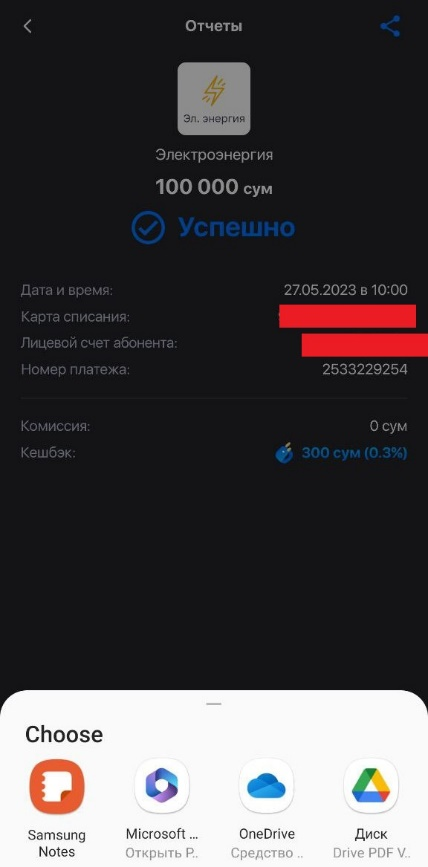 Отчеты
Эл. энергия
Электроэнергия
100 000 сум
Успешно
Дата и время: 27.05.2023 в 10:00
Карта списания:
Лицевой счет абонента:
Номер платежа: 2533229254
Комиссия: 0 сум
Кешбэк: 300 сум (0.3%)
Choose
Samsung Notes
Microsoft ...
Открыть P..
OneDrive
Средство ..
Диск
Drive PDF V..